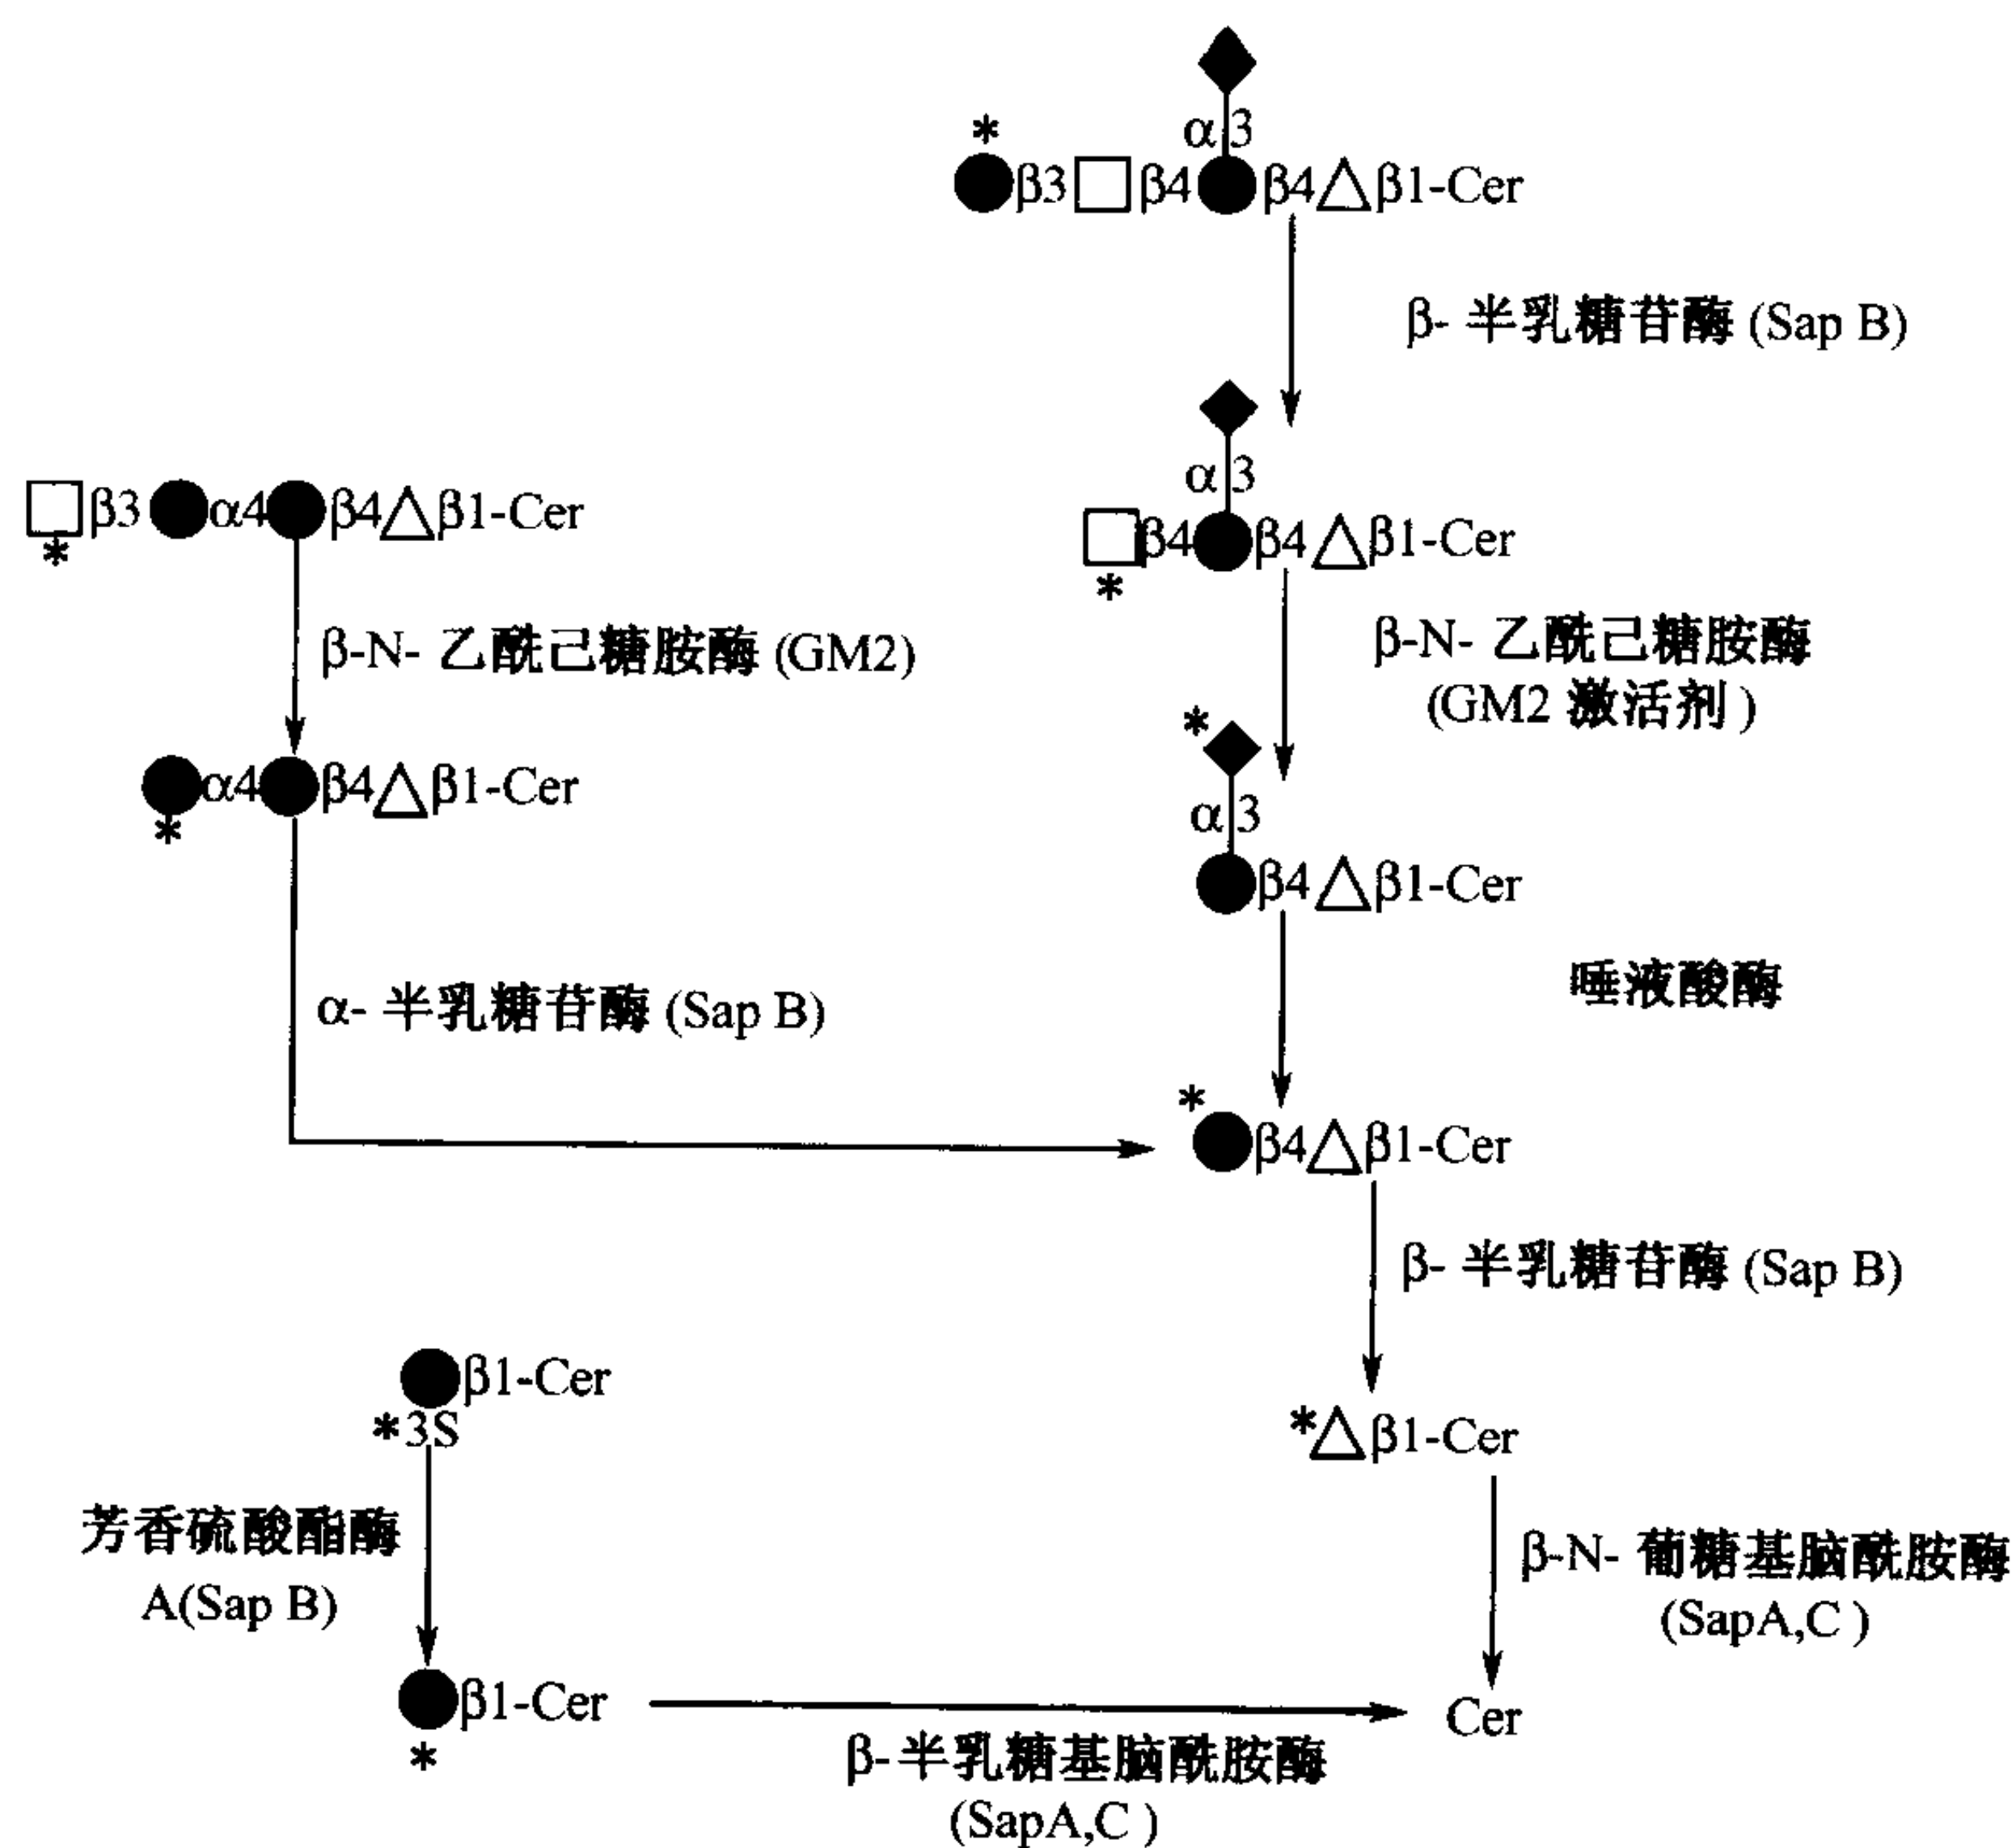 *
α 3
β3 β4 β4 β1-Cer
β- 半乳糖苷酶 (Sap B)
α 3
β4 β4 β1-Cer
*
β3 α4 β4 β1-Cer
*
β-N- 乙酰己糖胺酶 (GM2)
β-N- 乙酰己糖胺酶
(GM2 激活剂 )
*
α 3
β4 β1-Cer
α4 β4 β1-Cer
*
唾液酸酶
α- 半乳糖苷酶 (Sap B)
*
β4 β1-Cer
β- 半乳糖苷酶 (Sap B)
β1-Cer
*3S
* β1-Cer
芳香硫酸酯酶
A(Sap B)
β-N- 葡糖基脑酰胺酶
(SapA,C )
β1-Cer
*
Cer
β- 半乳糖基脑酰胺酶
(SapA,C )